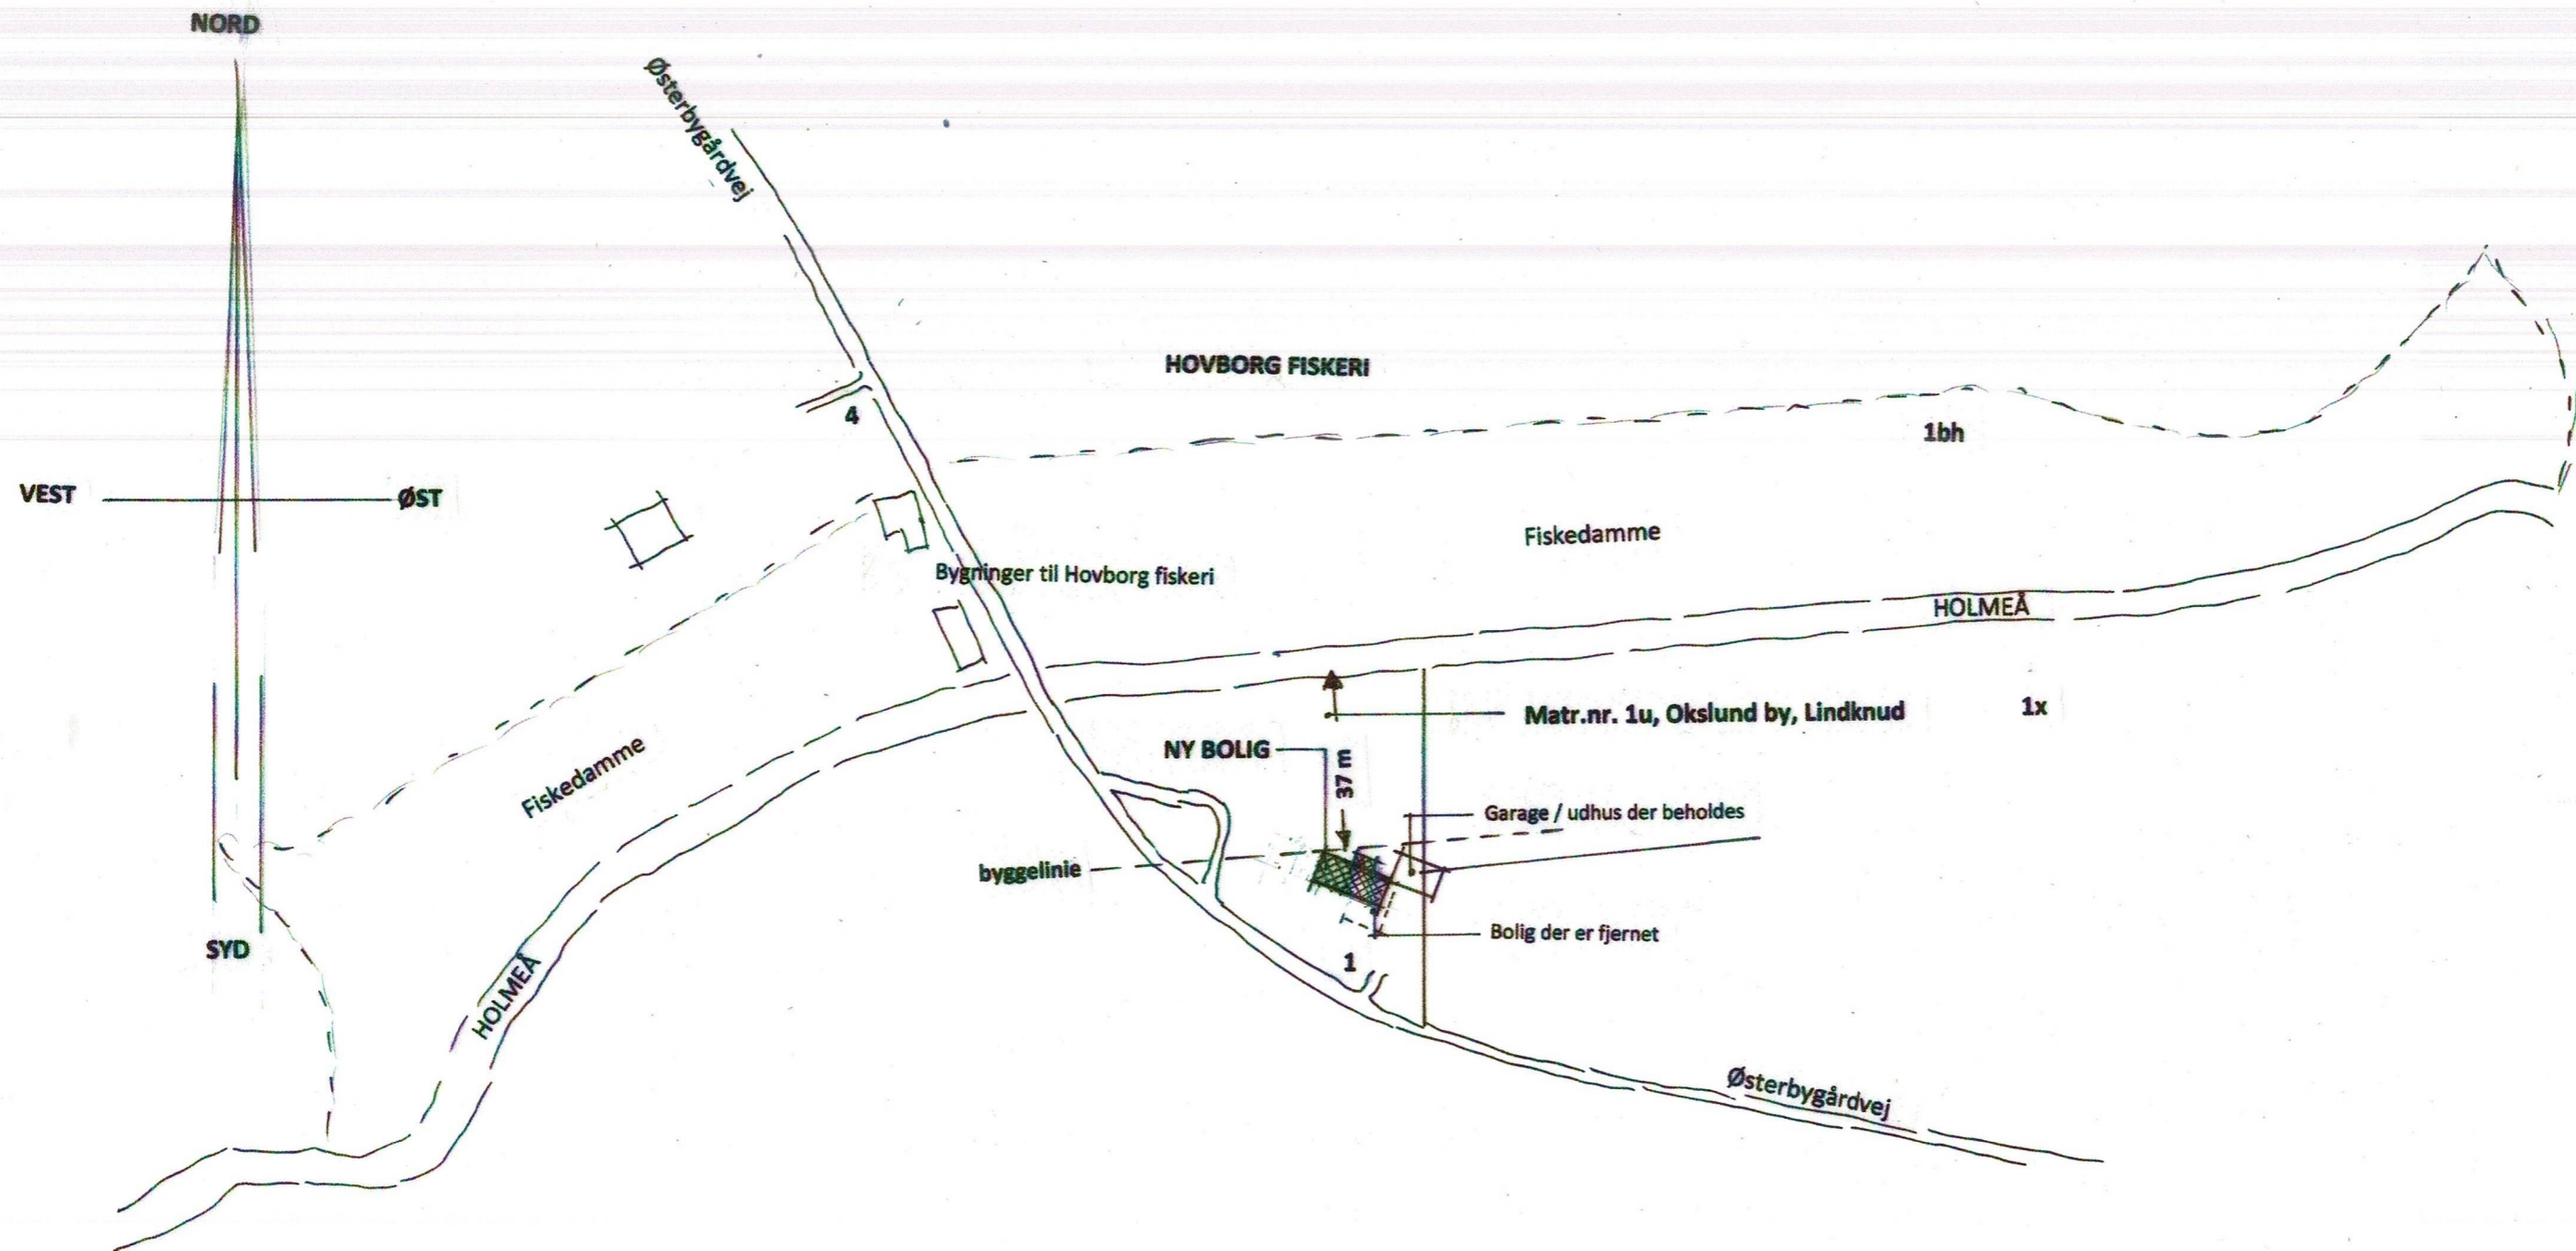 NORD
Østerbygårdvej
HOVBORG FISKERI
4
1bh
VEST
ØST
Fiskedamme
Bygninger til Hovborg fiskeri
HOLMEÅ
Matr.nr. 1u, Okslund by, Lindknud
1x
NY BOLIG
37 m
Fiskedamme
Garage / udhus der beholdes
byggelinie
Bolig der er fjernet
SYD
1
HOLMEÅ
Østerbygårdvej